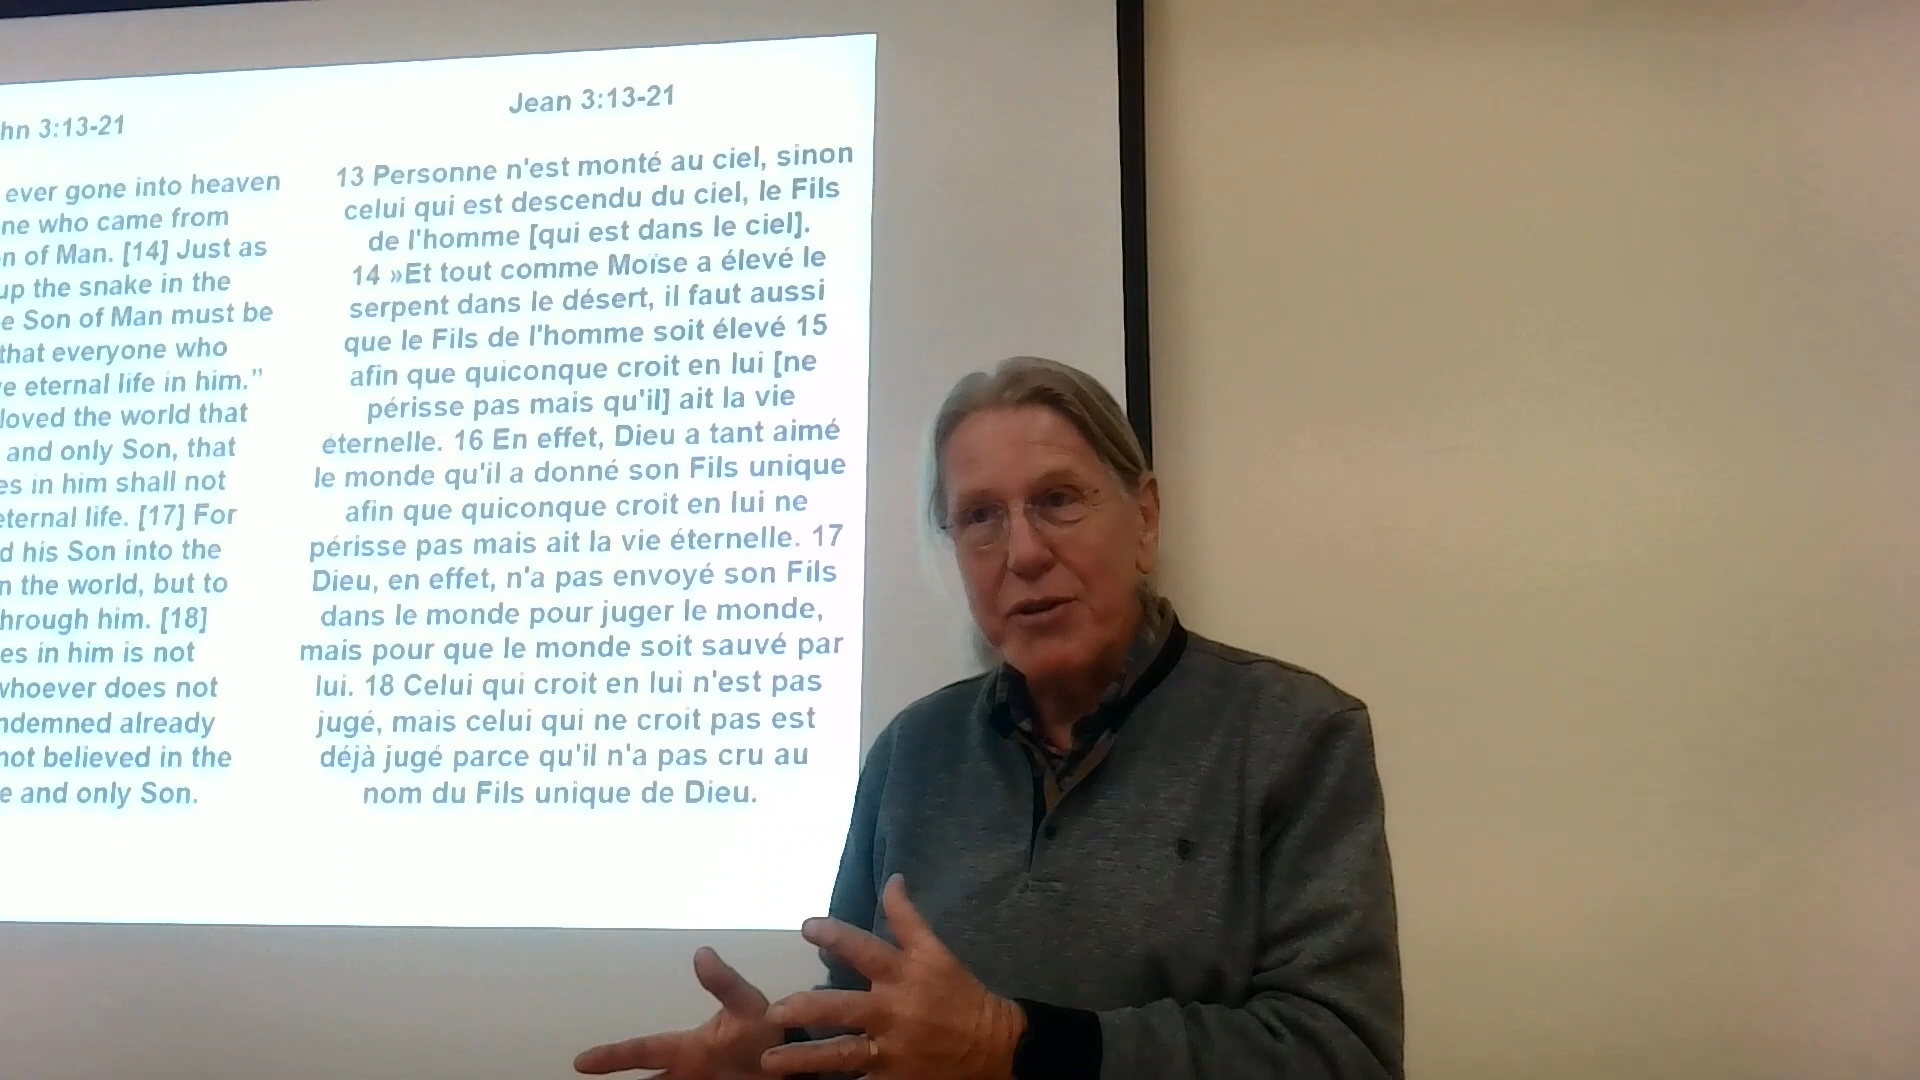 hn 3:13-21
ever gone into heaven
ne who came from
n of Man. [14] Just as
up the snake in the
e Son of Man must be
that everyone who
e eternal life in him."
loved the world that
and only Son, that
es in him shall not
eternal life. [17] For
d his Son into the
n the world, but to
hrough him. [18]
es in him is not
whoever does not
ndemned already
not believed in the
e and only Son.
Jean 3:13-21
13 Personne n'est monté au ciel, sinon
celui qui est descendu du ciel, le Fils
de l'homme [qui est dans le ciel].
14 »Et tout comme Moïse a élevé le
serpent dans le désert, il faut aussi
que le Fils de l'homme soit élevé 15
afin que quiconque croit en lui [ne
périsse pas mais qu'il] ait la vie
éternelle. 16 En effet, Dieu a tant aimé
le monde qu'il a donné son Fils unique
afin que quiconque croit en lui ne
périsse pas mais ait la vie éternelle. 17
Dieu, en effet, n'a pas envoyé son Fils
dans le monde pour juger le monde,
mais pour que le monde soit sauvé par
lui. 18 Celui qui croit en lui n'est pas
jugé, mais celui qui ne croit pas est
déjà jugé parce qu'il n'a pas cru au
nom du Fils unique de Dieu.